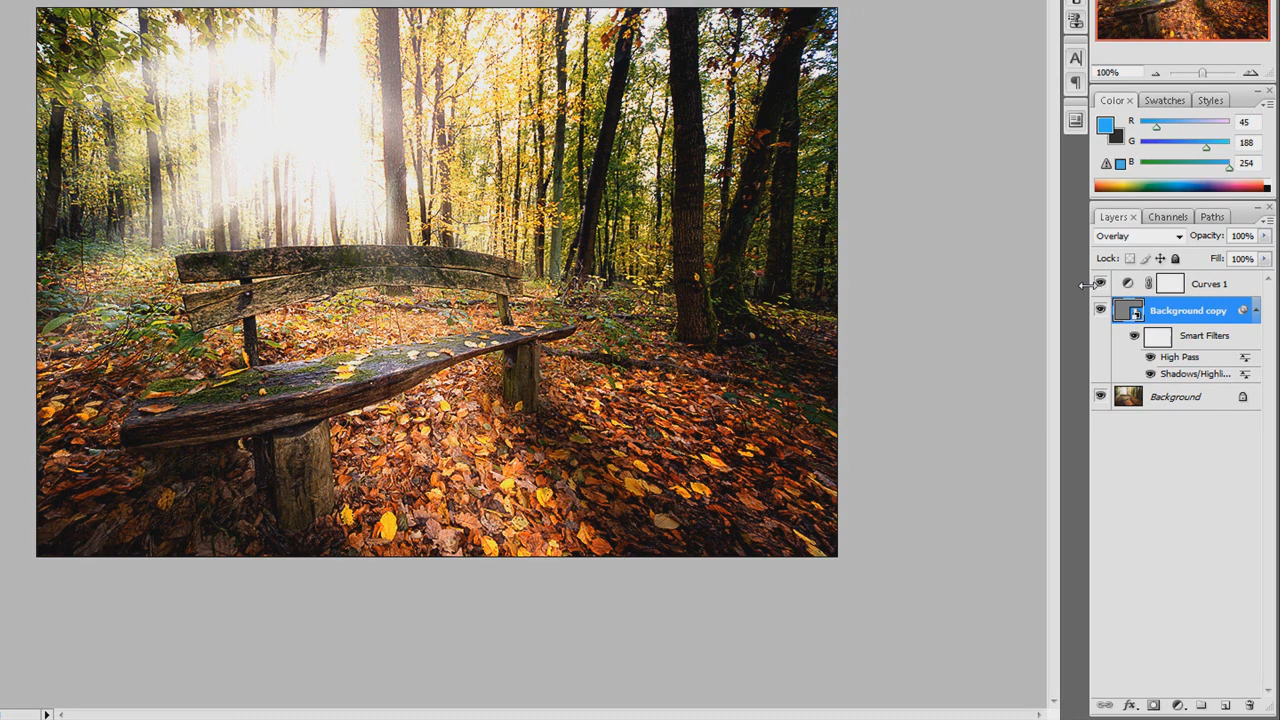 A
100%
Color × Swatches Styles
R 45
G 188
B 254
Layers × Channels Paths
Overlay Opacity: 100%
Lock: Fill: 100%
Curves 1
Background copy
Smart Filters
High Pass
Shadows/Highli...
Background
fx